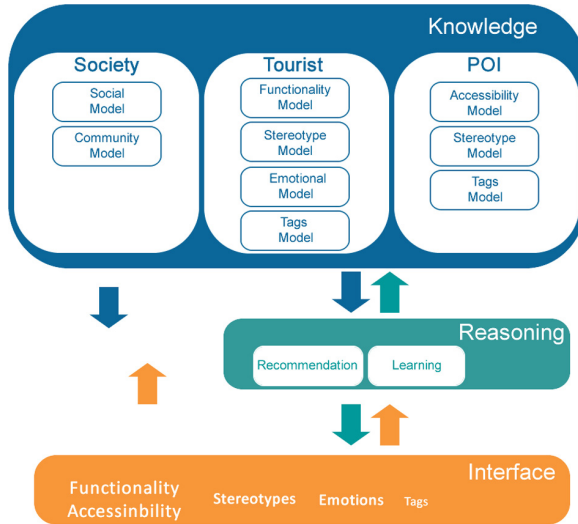 Knowledge
Society
Tourist
POI
Social
Model
Community
Model
Functionality
Model
Stereotype
Model
Emotional
Model
Tags
Model
Accessibility
Model
Stereotype
Model
Tags
Model
Reasoning
Recommendation
Learning
Interface
Functionality
Accessinbility
Stereotypes
Emotions
Tags